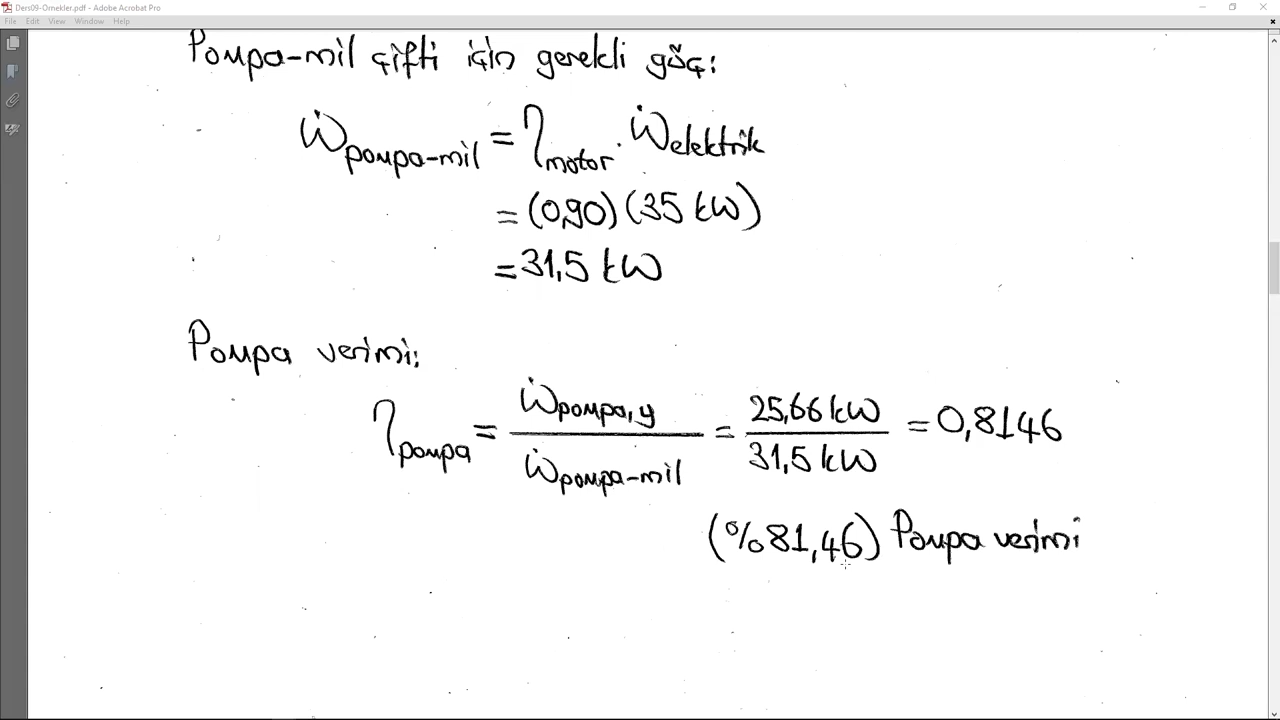 Ders09-Ornekler.pdf - Adobe Acrobat Pro
File Edit View Window Help
Pompa-mil çifti için gerekli güç:
Ẇpompa-mil = ηmotor · Ẇelektrik
= (0,90) (35 kW)
= 31,5 kW
Pompa verimi:
ηpompa = Ẇpompa,y / Ẇpompa-mil = 25,66 kW / 31,5 kW = 0,8146
(%81,46) Pompa verimi